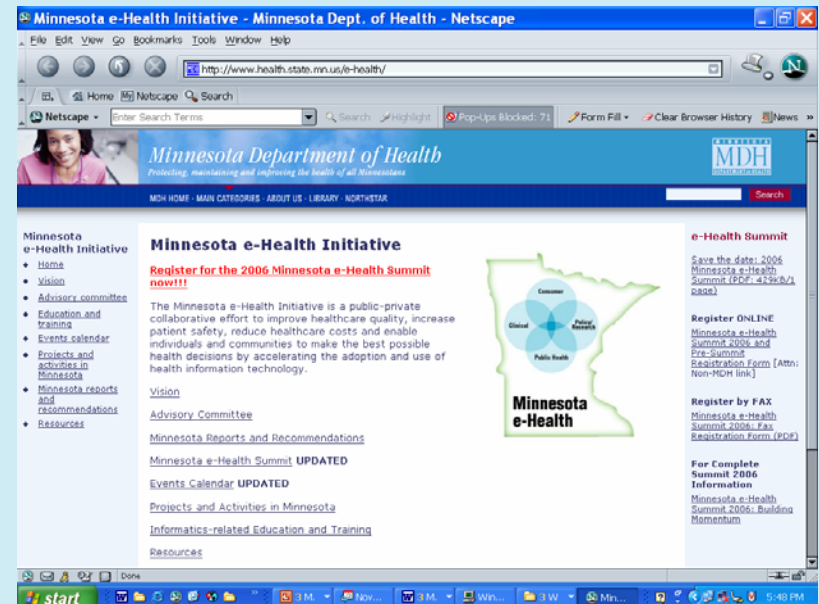 Minnesota e-Health Initiative - Minnesota Dept. of Health - Netscape
File Edit View Go Bookmarks Tools Window Help
http://www.health.state.mn.us/e-health/
Home Netscape Search
Netscape Enter Search Terms Search Highlight Pop-Ups Blocked: 71 Form Fill Clear Browser History News »
Minnesota Department of Health
Protecting, maintaining and improving the health of all Minnesotans
MINNESOTA
MDH
MDH HOME · MAIN CATEGORIES · ABOUT US · LIBRARY · NORTHSTAR
Search
Minnesota
e-Health Initiative
Home
Vision
Advisory committee
Education and
training
Events calendar
Projects and
activities in
Minnesota
Minnesota reports
and
recommendations
Resources
Minnesota e-Health Initiative
Register for the 2006 Minnesota e-Health Summit
now!!!
The Minnesota e-Health Initiative is a public-private
collaborative effort to improve healthcare quality, increase
patient safety, reduce healthcare costs and enable
individuals and communities to make the best possible
health decisions by accelerating the adoption and use of
health information technology.
Vision
Advisory Committee
Minnesota Reports and Recommendations
Minnesota e-Health Summit UPDATED
Events Calendar UPDATED
Projects and Activities in Minnesota
Informatics-related Education and Training
Resources
Consumer
Clinical
Policy/
Research
Public Health
Minnesota
e-Health
e-Health Summit
Save the date: 2006
Minnesota e-Health
Summit (PDF: 429KB/1
page)
Register ONLINE
Minnesota e-Health
Summit 2006 and
Pre-Summit
Registration Form [Attn:
Non-MDH link]
Register by FAX
Minnesota e-Health
Summit 2006: Fax
Registration Form (PDF)
For Complete
Summit 2006
Information
Minnesota e-Health
Summit 2006: Building
Momentum
Done
start 3 M. Nov... 3 M. Win... 3 W Min... 5:48 PM